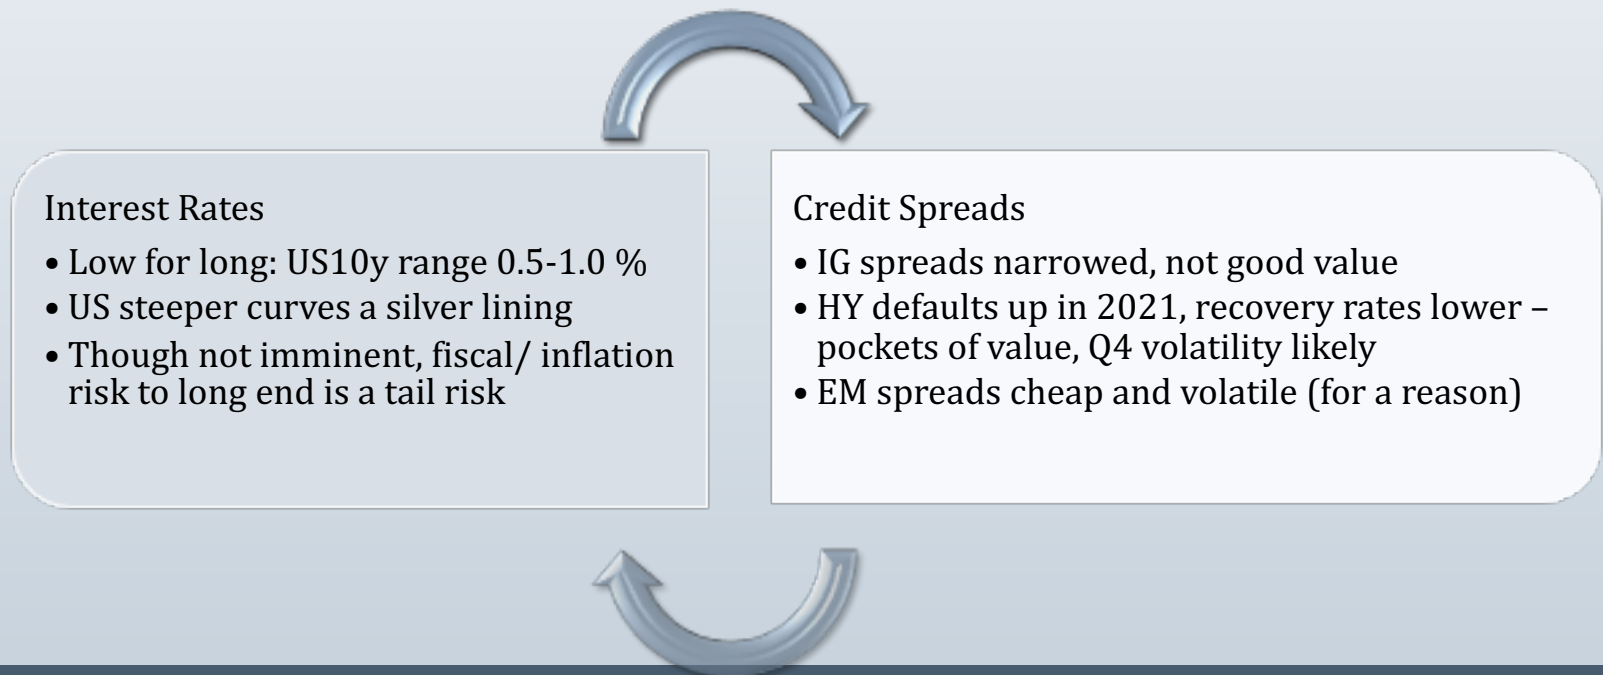 Interest Rates
• Low for long: US10y range 0.5-1.0 %
• US steeper curves a silver lining
• Though not imminent, fiscal/ inflation
risk to long end is a tail risk
Credit Spreads
• IG spreads narrowed, not good value
• HY defaults up in 2021, recovery rates lower –
pockets of value, Q4 volatility likely
• EM spreads cheap and volatile (for a reason)